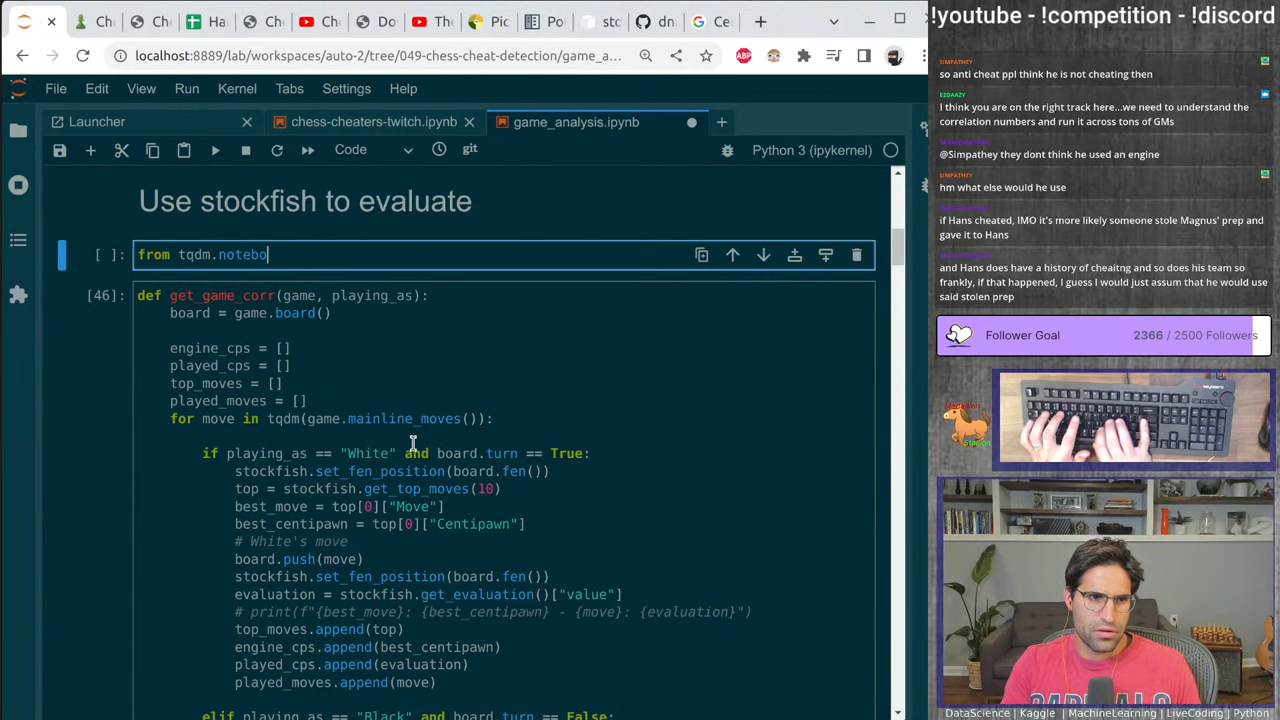 !youtube - !competition - !discord
localhost:8889/lab/workspaces/auto-2/tree/049-chess-cheat-detection/game_a...
File Edit View Run Kernel Tabs Settings Help
Launcher
chess-cheaters-twitch.ipynb
game_analysis.ipynb
Code
git
Python 3 (ipykernel)
Use stockfish to evaluate
[ ]: from tqdm.notebo
[46]: def get_game_corr(game, playing_as):
board = game.board()
engine_cps = []
played_cps = []
top_moves = []
played_moves = []
for move in tqdm(game.mainline_moves()):
if playing_as == "White" and board.turn == True:
stockfish.set_fen_position(board.fen())
top = stockfish.get_top_moves(10)
best_move = top[0]["Move"]
best_centipawn = top[0]["Centipawn"]
# White's move
board.push(move)
stockfish.set_fen_position(board.fen())
evaluation = stockfish.get_evaluation()["value"]
# print(f"{best_move}: {best_centipawn} - {move}: {evaluation}")
top_moves.append(top)
engine_cps.append(best_centipawn)
played_cps.append(evaluation)
played_moves.append(move)
elif playing_as == "Black" and board.turn == False:
SIMPATHEY
so anti cheat ppl think he is not cheating then
E2DAAZY
I think you are on the right track here...we need to understand the
correlation numbers and run it across tons of GMs
@Simpathey they dont think he used an engine
SIMPATHEY
hm what else would he use
if Hans cheated, IMO it's more likely someone stole Magnus' prep and
gave it to Hans
and Hans does have a history of cheaitng and so does his team so
frankly, if that happened, I guess I would just assum that he would use
said stolen prep
Follower Goal
2366 / 2500 Followers
Medallion
Stallion
DataScience | Kaggle | MachineLearning | LiveCoding | Python